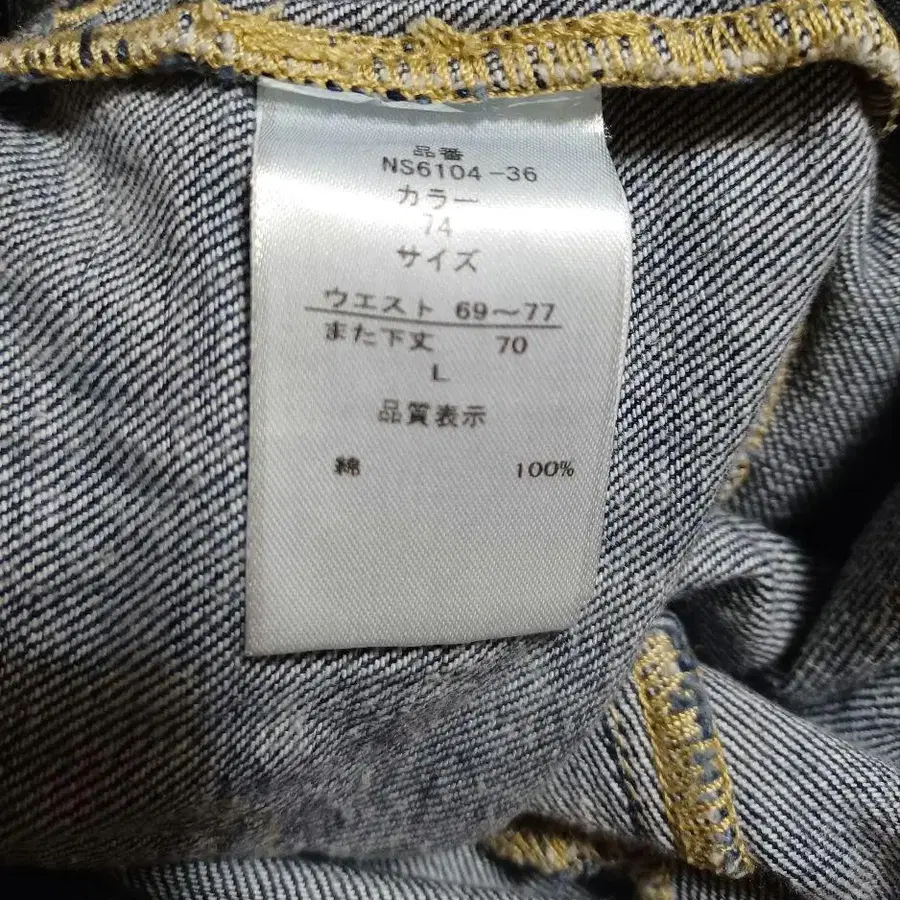 品番
NS6104-36
カラー
74
サイズ
ウエスト 69～77
また下丈 70
L
品質表示
綿 100%